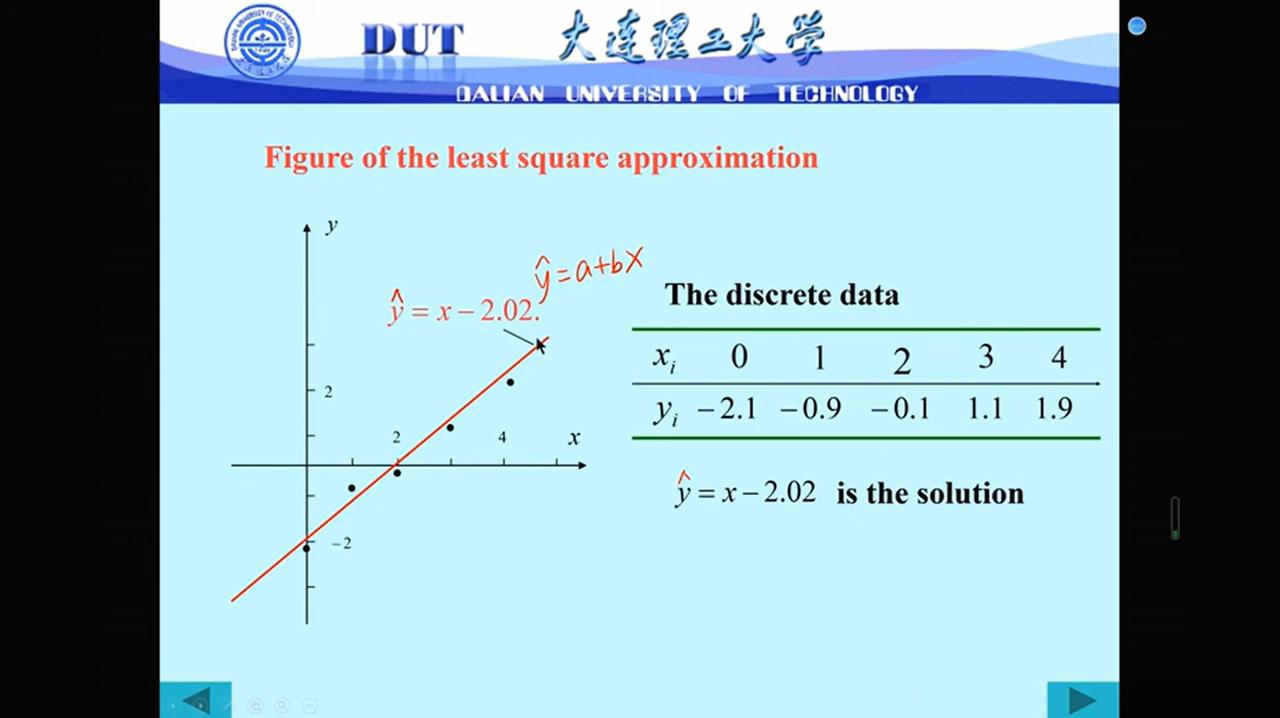 DUT 大连理工大学
DALIAN UNIVERSITY OF TECHNOLOGY
Figure of the least square approximation
y
ŷ = a+bx
ŷ = x − 2.02.
2
2
4
x
−2
The discrete data
xᵢ 0 1 2 3 4
yᵢ −2.1 −0.9 −0.1 1.1 1.9
ŷ = x − 2.02 is the solution